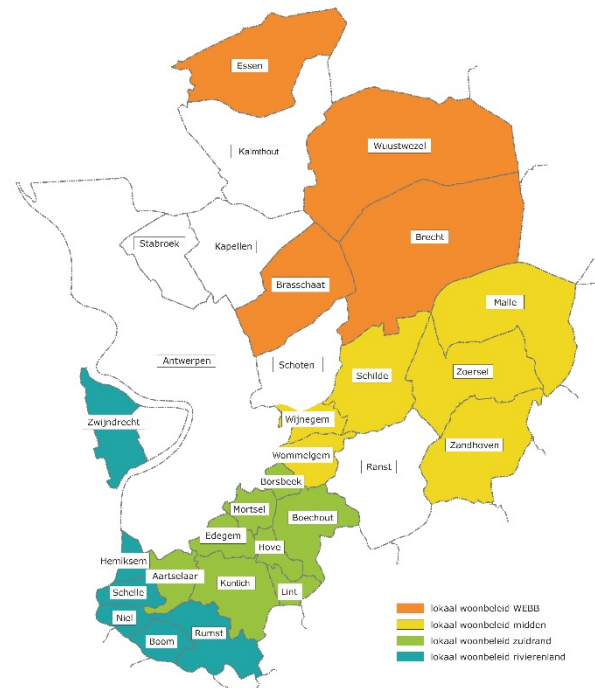 Essen
Kalmthout
Wuustwezel
Brecht
Stabroek
Kapellen
Brasschaat
Malle
Antwerpen
Schoten
Schilde
Zoersel
Zwijndrecht
Wijnegem
Zandhoven
Wommelgem
Ranst
Borsbeek
Mortsel
Boechout
Edegem
Hove
Hemiksem
Aartselaar
Kontich
Schelle
Lint
Niel
Rumst
Boom
lokaal woonbeleid WEBB
lokaal woonbeleid midden
lokaal woonbeleid zuidrand
lokaal woonbeleid rivierenland